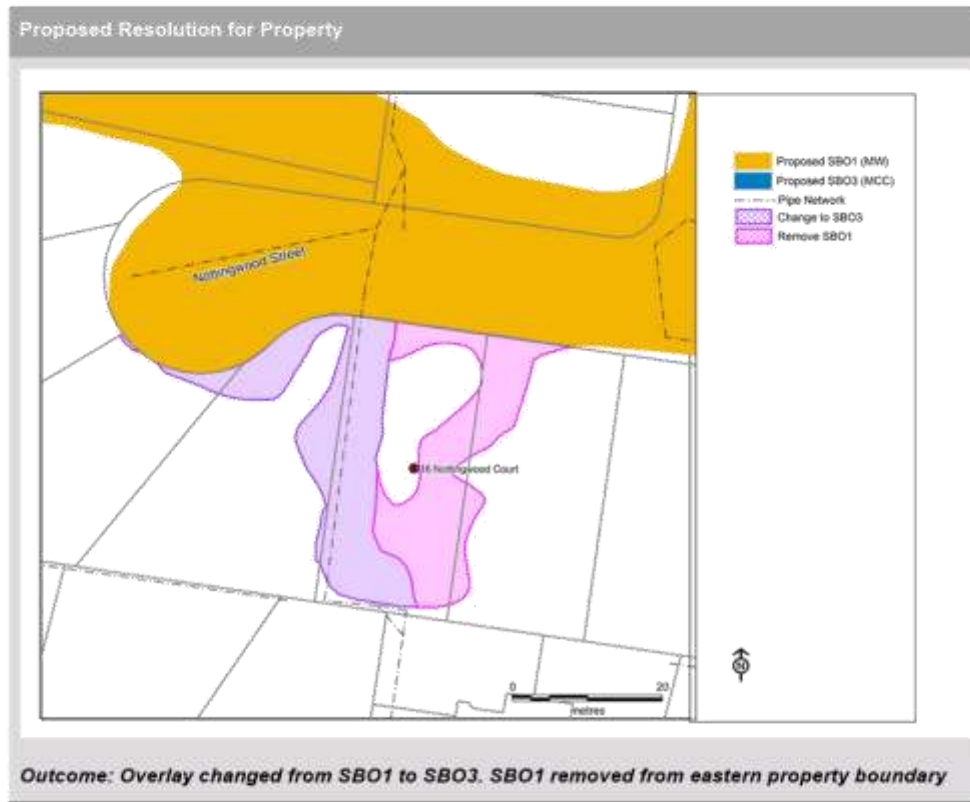 Proposed Resolution for Property
Proposed SBO1 (MW)
Proposed SBO3 (MCC)
Pipe Network
Change to SBO3
Remove SBO1
Nottingwood Street
16 Nottingwood Court
N
0 20
metres
Outcome: Overlay changed from SBO1 to SBO3. SBO1 removed from eastern property boundary